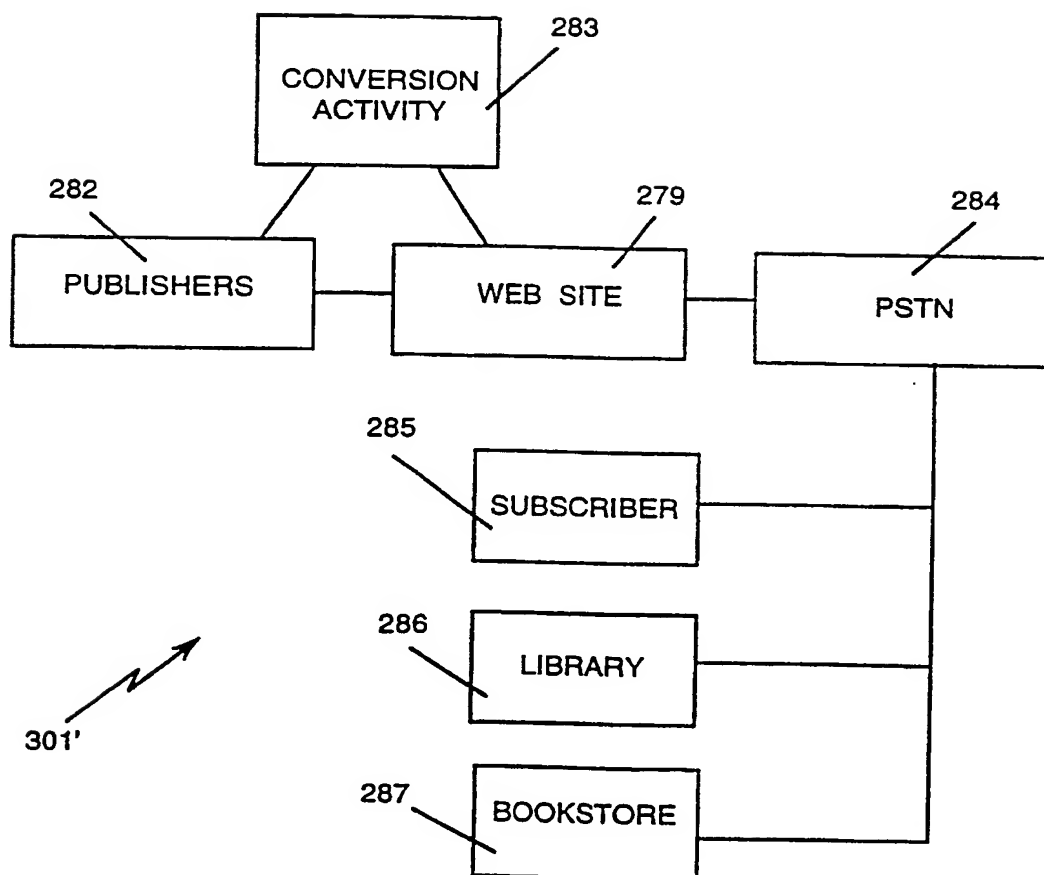 283
CONVERSION
ACTIVITY
282
279
284
PUBLISHERS
WEB SITE
PSTN
285
SUBSCRIBER
286
LIBRARY
301'
287
BOOKSTORE